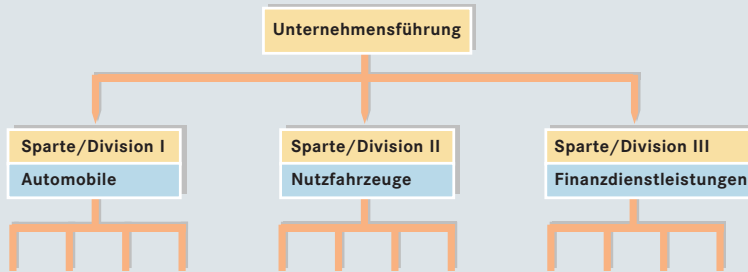 Unternehmensführung
Sparte/Division I
Automobile
Sparte/Division II
Nutzfahrzeuge
Sparte/Division III
Finanzdienstleistungen